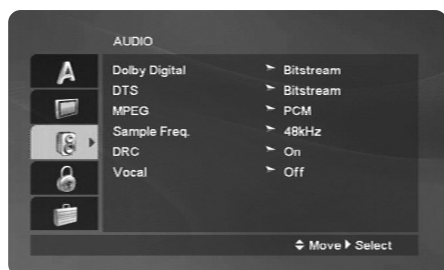 AUDIO
A
Dolby Digital Bitstream
DTS Bitstream
MPEG PCM
Sample Freq. 48kHz
DRC On
Vocal Off
Move Select